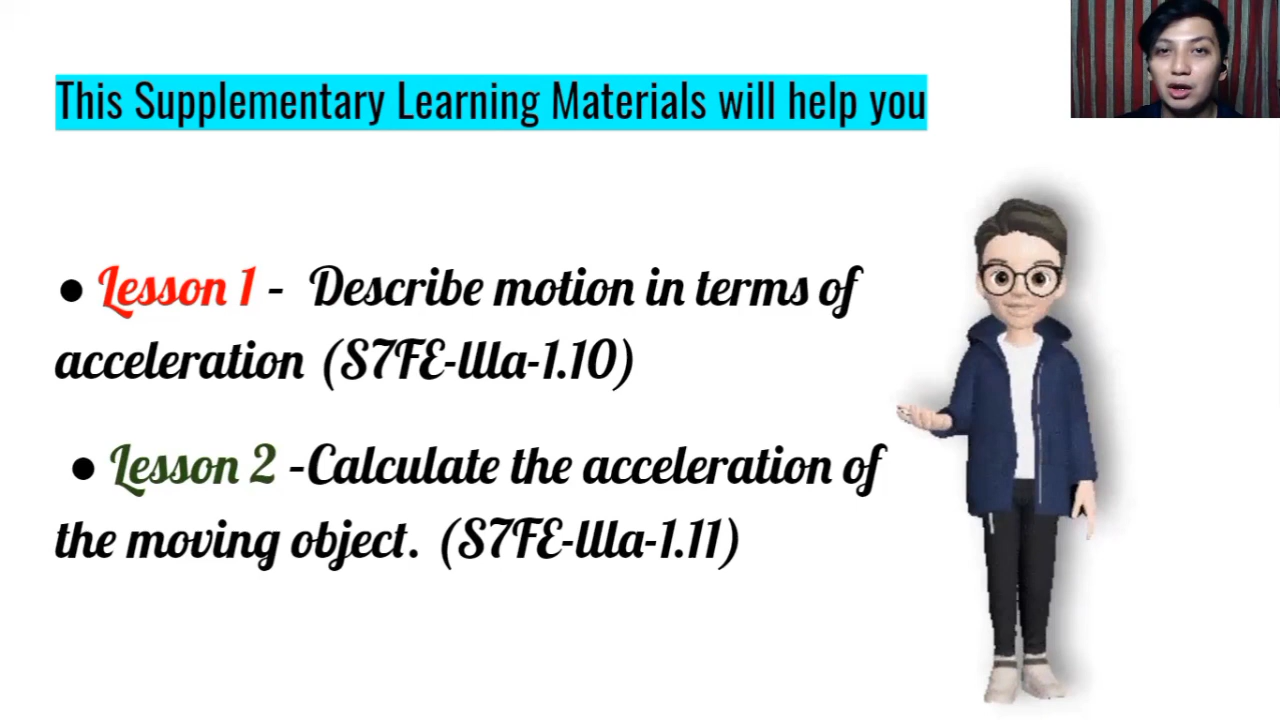 This Supplementary Learning Materials will help you
● Lesson 1 - Describe motion in terms of
acceleration (S7FE-IIIa-1.10)
● Lesson 2 -Calculate the acceleration of
the moving object. (S7FE-IIIa-1.11)